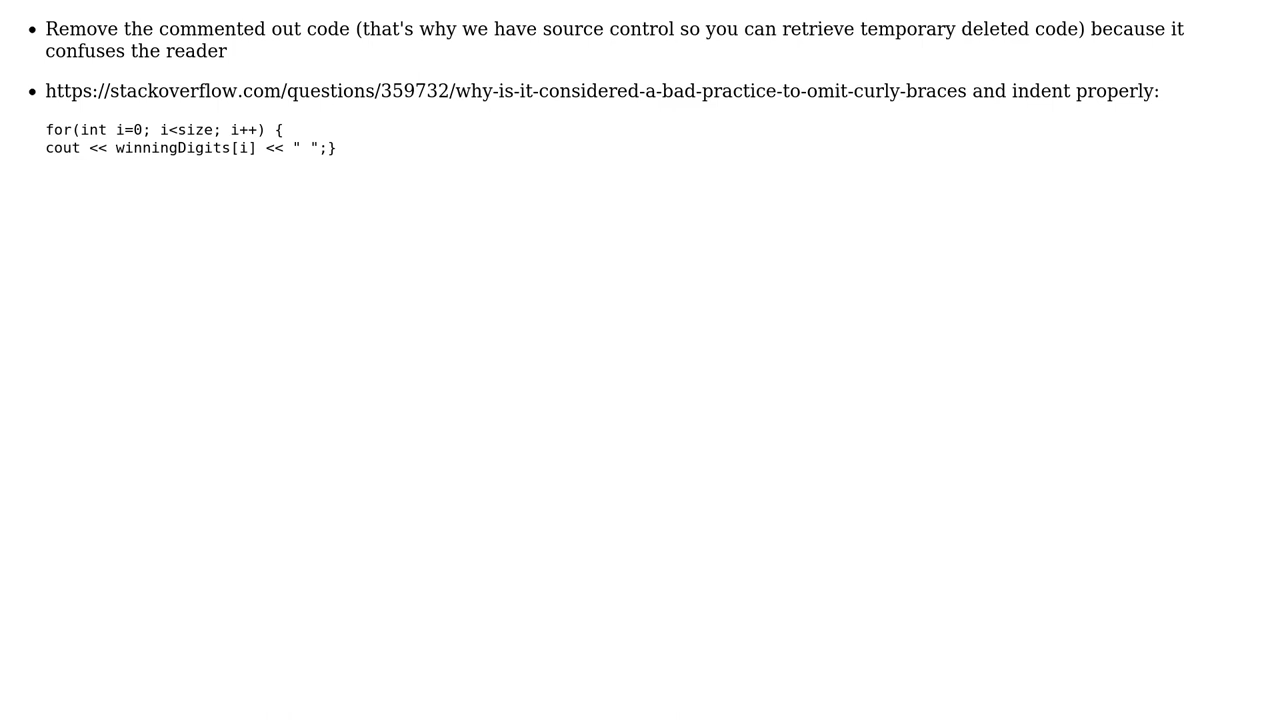 • Remove the commented out code (that's why we have source control so you can retrieve temporary deleted code) because it
confuses the reader
• https://stackoverflow.com/questions/359732/why-is-it-considered-a-bad-practice-to-omit-curly-braces and indent properly:
for(int i=0; i<size; i++) {
cout << winningDigits[i] << " ";}